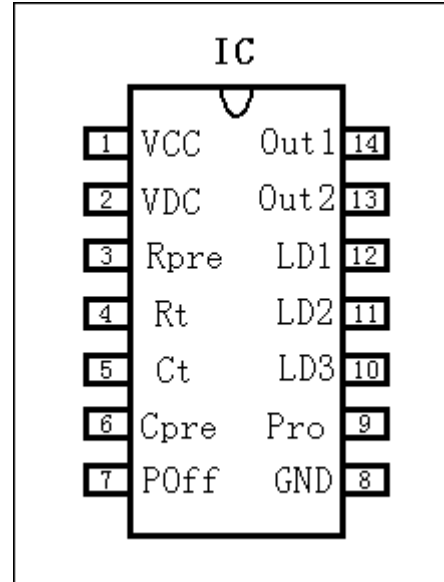 IC
1 VCC Out1 14
2 VDC Out2 13
3 Rpre LD1 12
4 Rt LD2 11
5 Ct LD3 10
6 Cpre Pro 9
7 POff GND 8